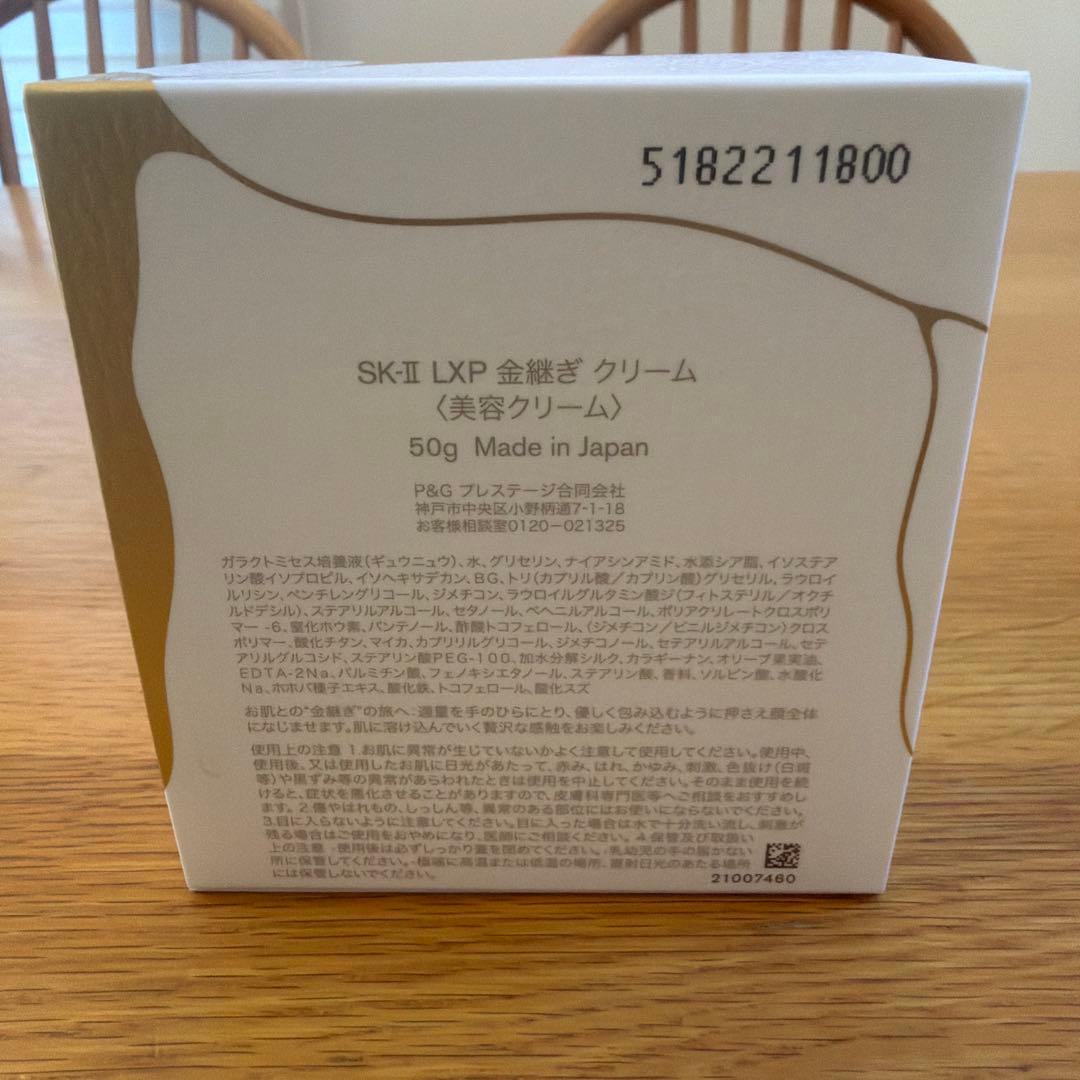 5182211800
SK-Ⅱ LXP 金継ぎ クリーム
〈美容クリーム〉
50g Made in Japan
P&G プレステージ合同会社
神戸市中央区小野柄通7-1-18
お客様相談室0120-021325
ガラクトミセス培養液(ギュウニュウ)、水、グリセリン、ナイアシンアミド、水添シア脂、イソステア
リン酸イソプロピル、イソヘキサデカン、BG、トリ(カプリル酸/カプリン酸)グリセリル、ラウロイ
ルリシン、ペンチレングリコール、ジメチコン、ラウロイルグルタミン酸ジ(フィトステリル/オクチ
ルドデシル)、ステアリルアルコール、セタノール、ベヘニルアルコール、ポリアクリレートクロスポリ
マー -6、窒化ホウ素、パンテノール、酢酸トコフェロール、(ジメチコン/ビニルジメチコン)クロス
ポリマー、酸化チタン、マイカ、カプリリルグリコール、ジメチコノール、セテアリルアルコール、セテ
アリルグルコシド、ステアリン酸PEG-100、加水分解シルク、カラギーナン、オリーブ果実油、
EDTA-2Na、パルミチン酸、フェノキシエタノール、ステアリン酸、香料、ソルビン酸、水酸化
Na、ホホバ種子エキス、酸化鉄、トコフェロール、酸化スズ
お肌との"金継ぎ"の旅へ:適量を手のひらにとり、優しく包み込むように押さえ顔全体
になじませます。肌に溶け込んでいく贅沢な感触をお楽しみください。
使用上の注意 1.お肌に異常が生じていないかよく注意して使用してください。使用中、
使用後、又は使用したお肌に日光があたって、赤み、はれ、かゆみ、刺激、色抜け(白斑
等)や黒ずみ等の異常があらわれたときは使用を中止してください。そのまま使用を続
けると、症状を悪化させることがありますので、皮膚科専門医等へご相談をおすすめし
ます。2.傷やはれもの、しっしん等、異常のある部位にはお使いにならないでください。
3.目に入らないように注意してください。目に入った場合は水で十分洗い流し、刺激が
残る場合はご使用をおやめになり、医師にご相談ください。4.保管及び取扱い
上の注意・使用後は必ずしっかり蓋を閉めてください。・乳幼児の手の届かない
所に保管してください。・極端に高温または低温の場所、直射日光のあたる場所
には保管しないでください。
21007460